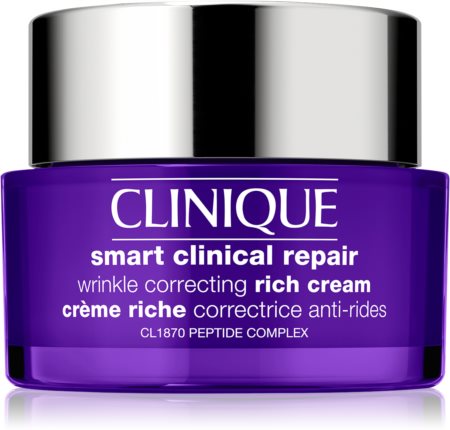 CLINIQUE
smart clinical repair
wrinkle correcting rich cream
crème riche correctrice anti-rides
CL1870 PEPTIDE COMPLEX